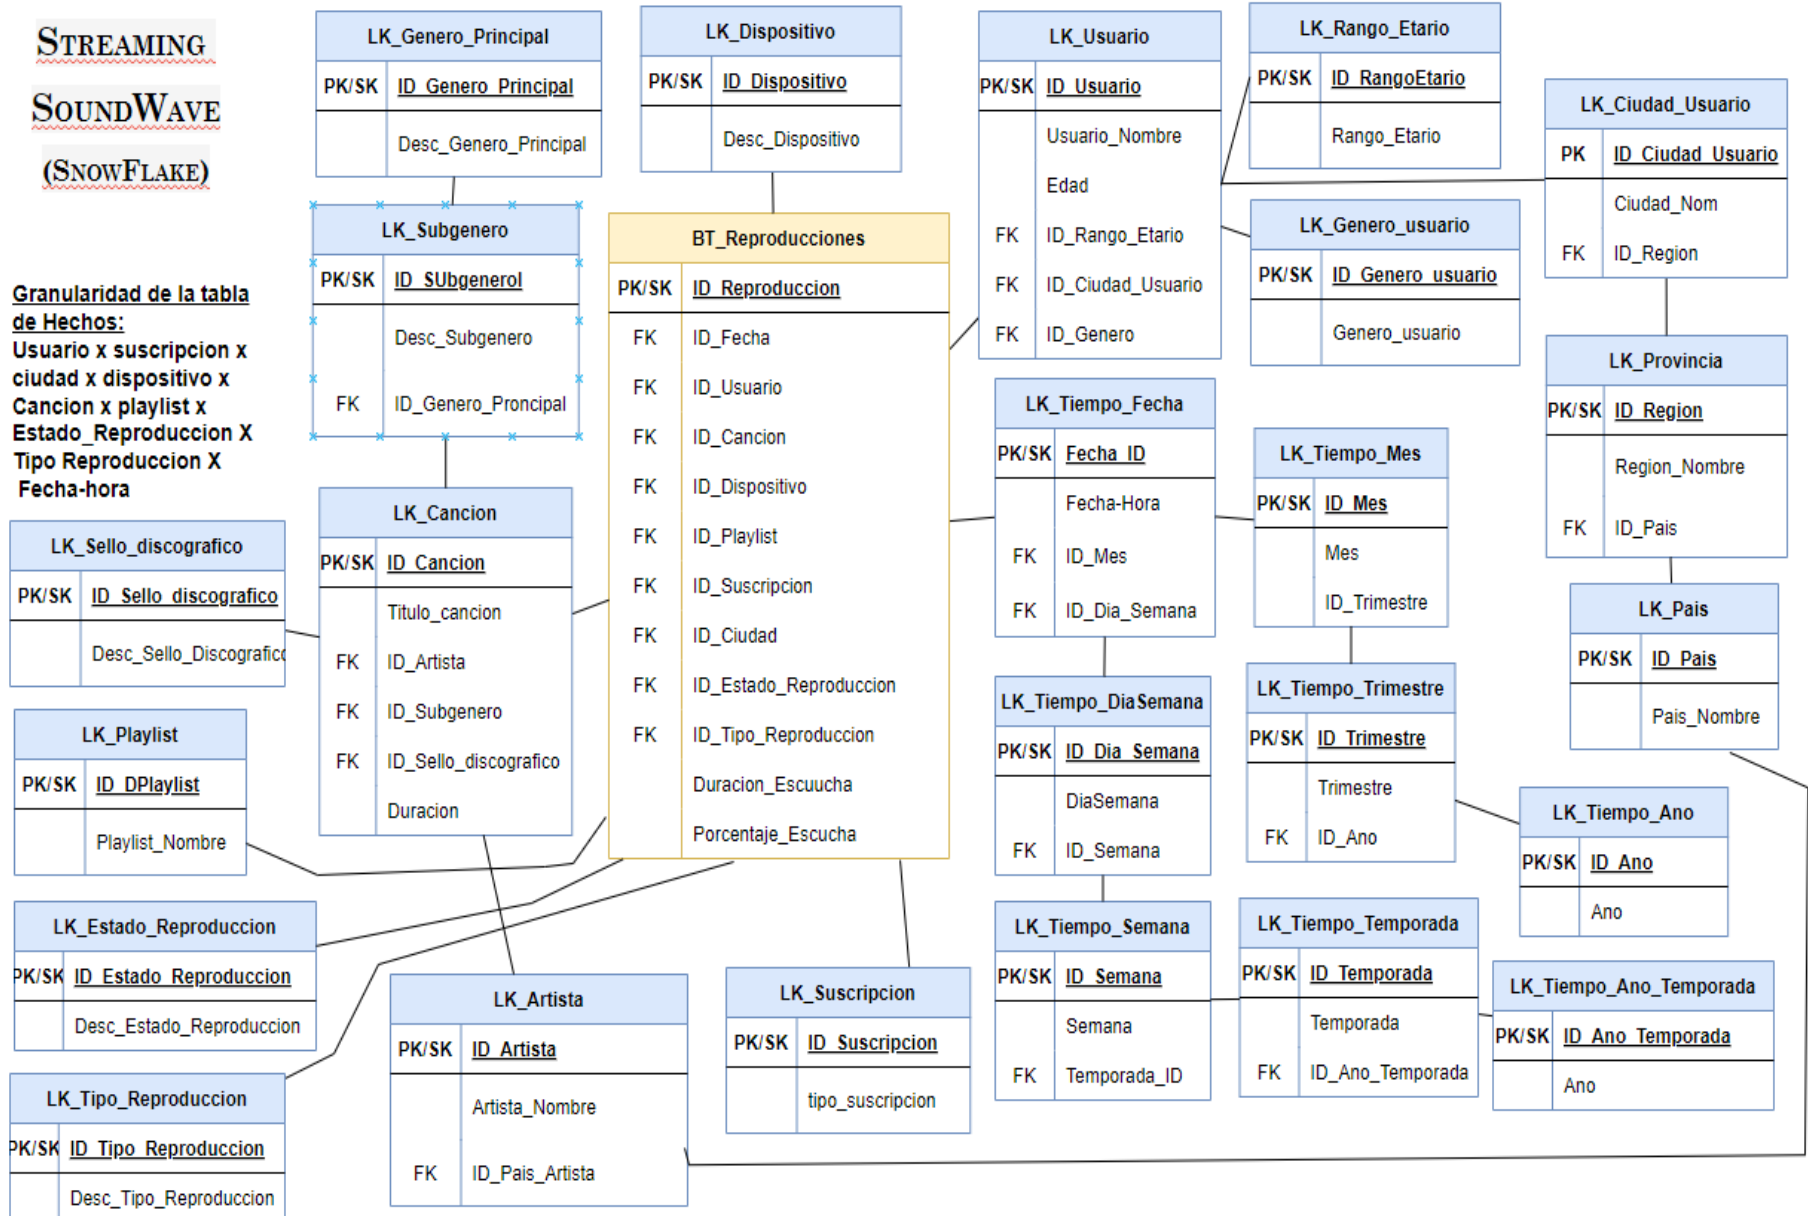 STREAMING
SOUNDWAVE
(SNOWFLAKE)
Granularidad de la tabla
de Hechos:
Usuario x suscripcion x
ciudad x dispositivo x
Cancion x playlist x
Estado_Reproduccion X
Tipo Reproduccion X
Fecha-hora
LK_Genero_Principal
PK/SK ID_Genero_Principal
Desc_Genero_Principal
LK_Dispositivo
PK/SK ID_Dispositivo
Desc_Dispositivo
LK_Usuario
PK/SK ID_Usuario
Usuario_Nombre
Edad
FK ID_Rango_Etario
FK ID_Ciudad_Usuario
FK ID_Genero
LK_Rango_Etario
PK/SK ID_RangoEtario
Rango_Etario
LK_Ciudad_Usuario
PK ID_Ciudad_Usuario
Ciudad_Nom
FK ID_Region
LK_Subgenero
PK/SK ID_SUbgenerol
Desc_Subgenero
FK ID_Genero_Proncipal
BT_Reproducciones
PK/SK ID_Reproduccion
FK ID_Fecha
FK ID_Usuario
FK ID_Cancion
FK ID_Dispositivo
FK ID_Playlist
FK ID_Suscripcion
FK ID_Ciudad
FK ID_Estado_Reproduccion
FK ID_Tipo_Reproduccion
Duracion_Escuucha
Porcentaje_Escucha
LK_Genero_usuario
PK/SK ID_Genero_usuario
Genero_usuario
LK_Provincia
PK/SK ID_Region
Region_Nombre
FK ID_Pais
LK_Tiempo_Fecha
PK/SK Fecha_ID
Fecha-Hora
FK ID_Mes
FK ID_Dia_Semana
LK_Tiempo_Mes
PK/SK ID_Mes
Mes
ID_Trimestre
LK_Cancion
PK/SK ID_Cancion
Titulo_cancion
FK ID_Artista
FK ID_Subgenero
FK ID_Sello_discografico
Duracion
LK_Sello_discografico
PK/SK ID_Sello_discografico
Desc_Sello_Discografico
LK_Pais
PK/SK ID_Pais
Pais_Nombre
LK_Tiempo_DiaSemana
PK/SK ID_Dia_Semana
DiaSemana
FK ID_Semana
LK_Tiempo_Trimestre
PK/SK ID_Trimestre
Trimestre
FK ID_Ano
LK_Playlist
PK/SK ID_DPlaylist
Playlist_Nombre
LK_Tiempo_Ano
PK/SK ID_Ano
Ano
LK_Estado_Reproduccion
PK/SK ID_Estado_Reproduccion
Desc_Estado_Reproduccion
LK_Tiempo_Semana
PK/SK ID_Semana
Semana
FK Temporada_ID
LK_Tiempo_Temporada
PK/SK ID_Temporada
Temporada
FK ID_Ano_Temporada
LK_Tiempo_Ano_Temporada
PK/SK ID_Ano_Temporada
Ano
LK_Artista
PK/SK ID_Artista
Artista_Nombre
FK ID_Pais_Artista
LK_Suscripcion
PK/SK ID_Suscripcion
tipo_suscripcion
LK_Tipo_Reproduccion
PK/SK ID_Tipo_Reproduccion
Desc_Tipo_Reproduccion